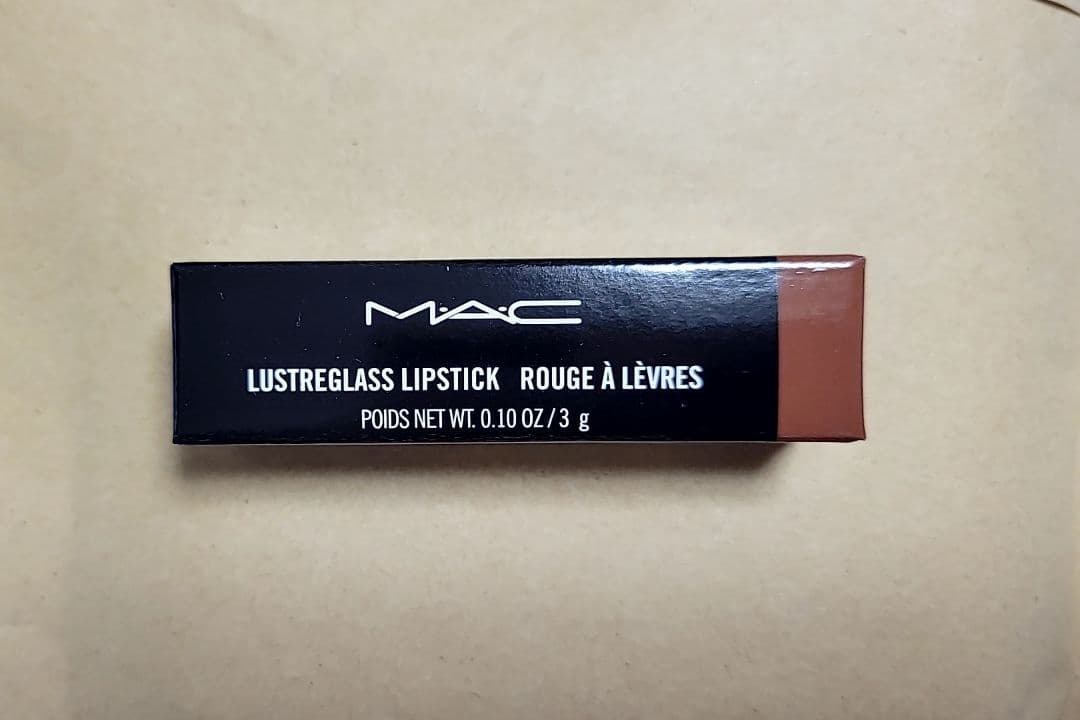 M·A·C
LUSTREGLASS LIPSTICK ROUGE À LÈVRES
POIDS NET WT. 0.10 OZ / 3 g